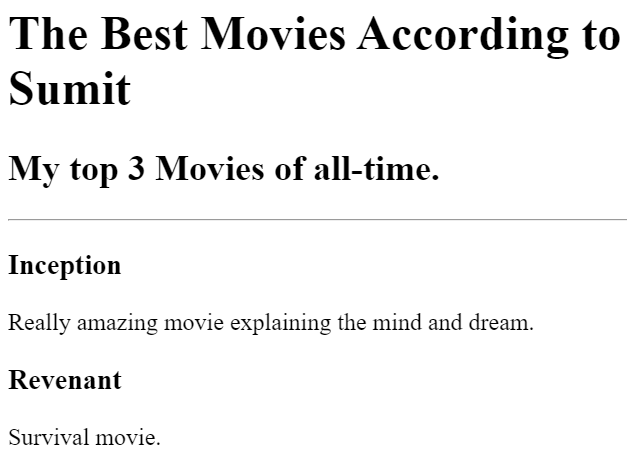 The Best Movies According to
Sumit
My top 3 Movies of all-time.
Inception
Really amazing movie explaining the mind and dream.
Revenant
Survival movie.